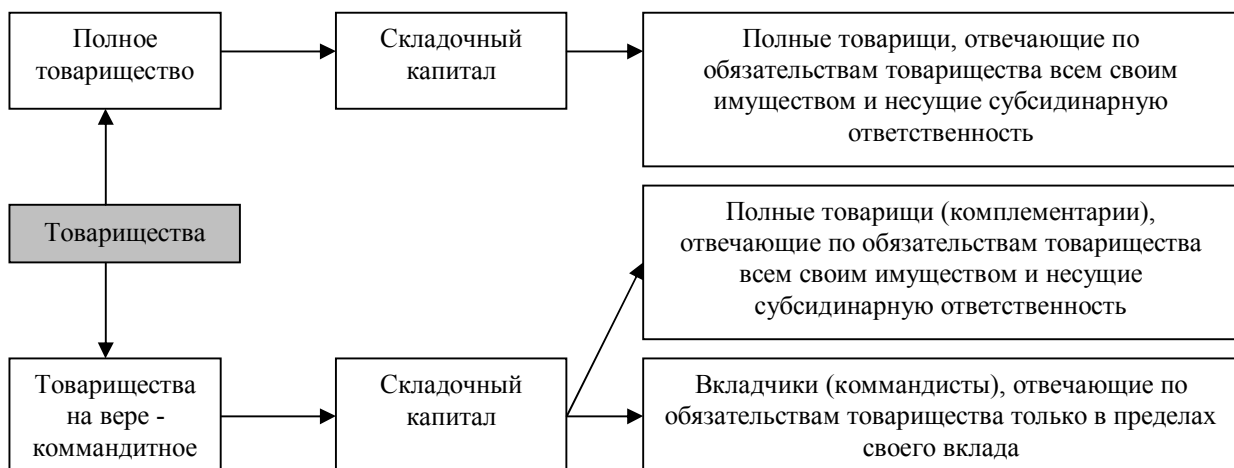 Полное
товарищество
Складочный
капитал
Полные товарищи, отвечающие по
обязательствам товарищества всем своим
имуществом и несущие субсидинарную
ответственность
Товарищества
Полные товарищи (комплементарии),
отвечающие по обязательствам товарищества
всем своим имуществом и несущие
субсидинарную ответственность
Товарищества
на вере -
коммандитное
Складочный
капитал
Вкладчики (коммандисты), отвечающие по
обязательствам товарищества только в пределах
своего вклада